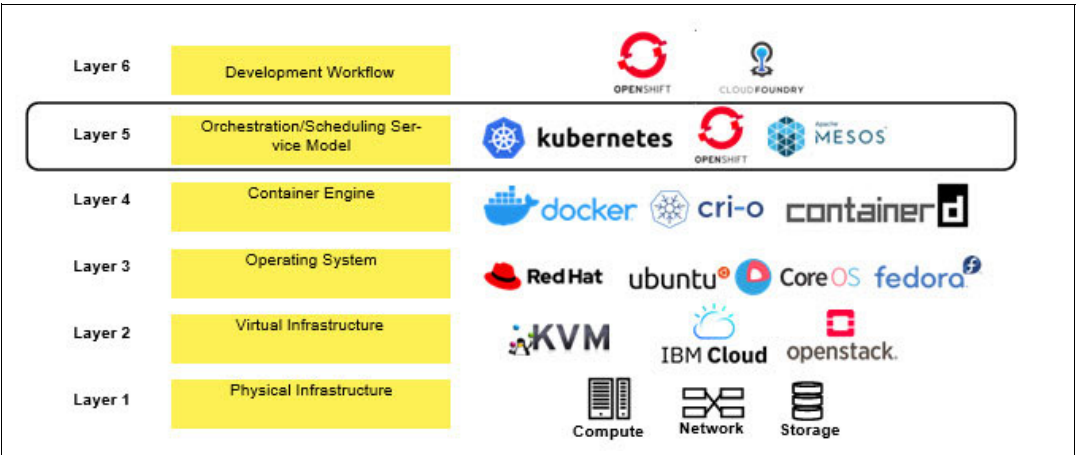 Layer 6
Development Workflow
OPENSHIFT
CLOUDFOUNDRY
Layer 5
Orchestration/Scheduling Ser-
vice Model
kubernetes
OPENSHIFT
Apache
MESOS
Layer 4
Container Engine
docker
cri-o
containerd
Layer 3
Operating System
Red Hat
ubuntu
CoreOS
fedora
Layer 2
Virtual Infrastructure
KVM
IBM Cloud
openstack.
Layer 1
Physical Infrastructure
Compute
Network
Storage